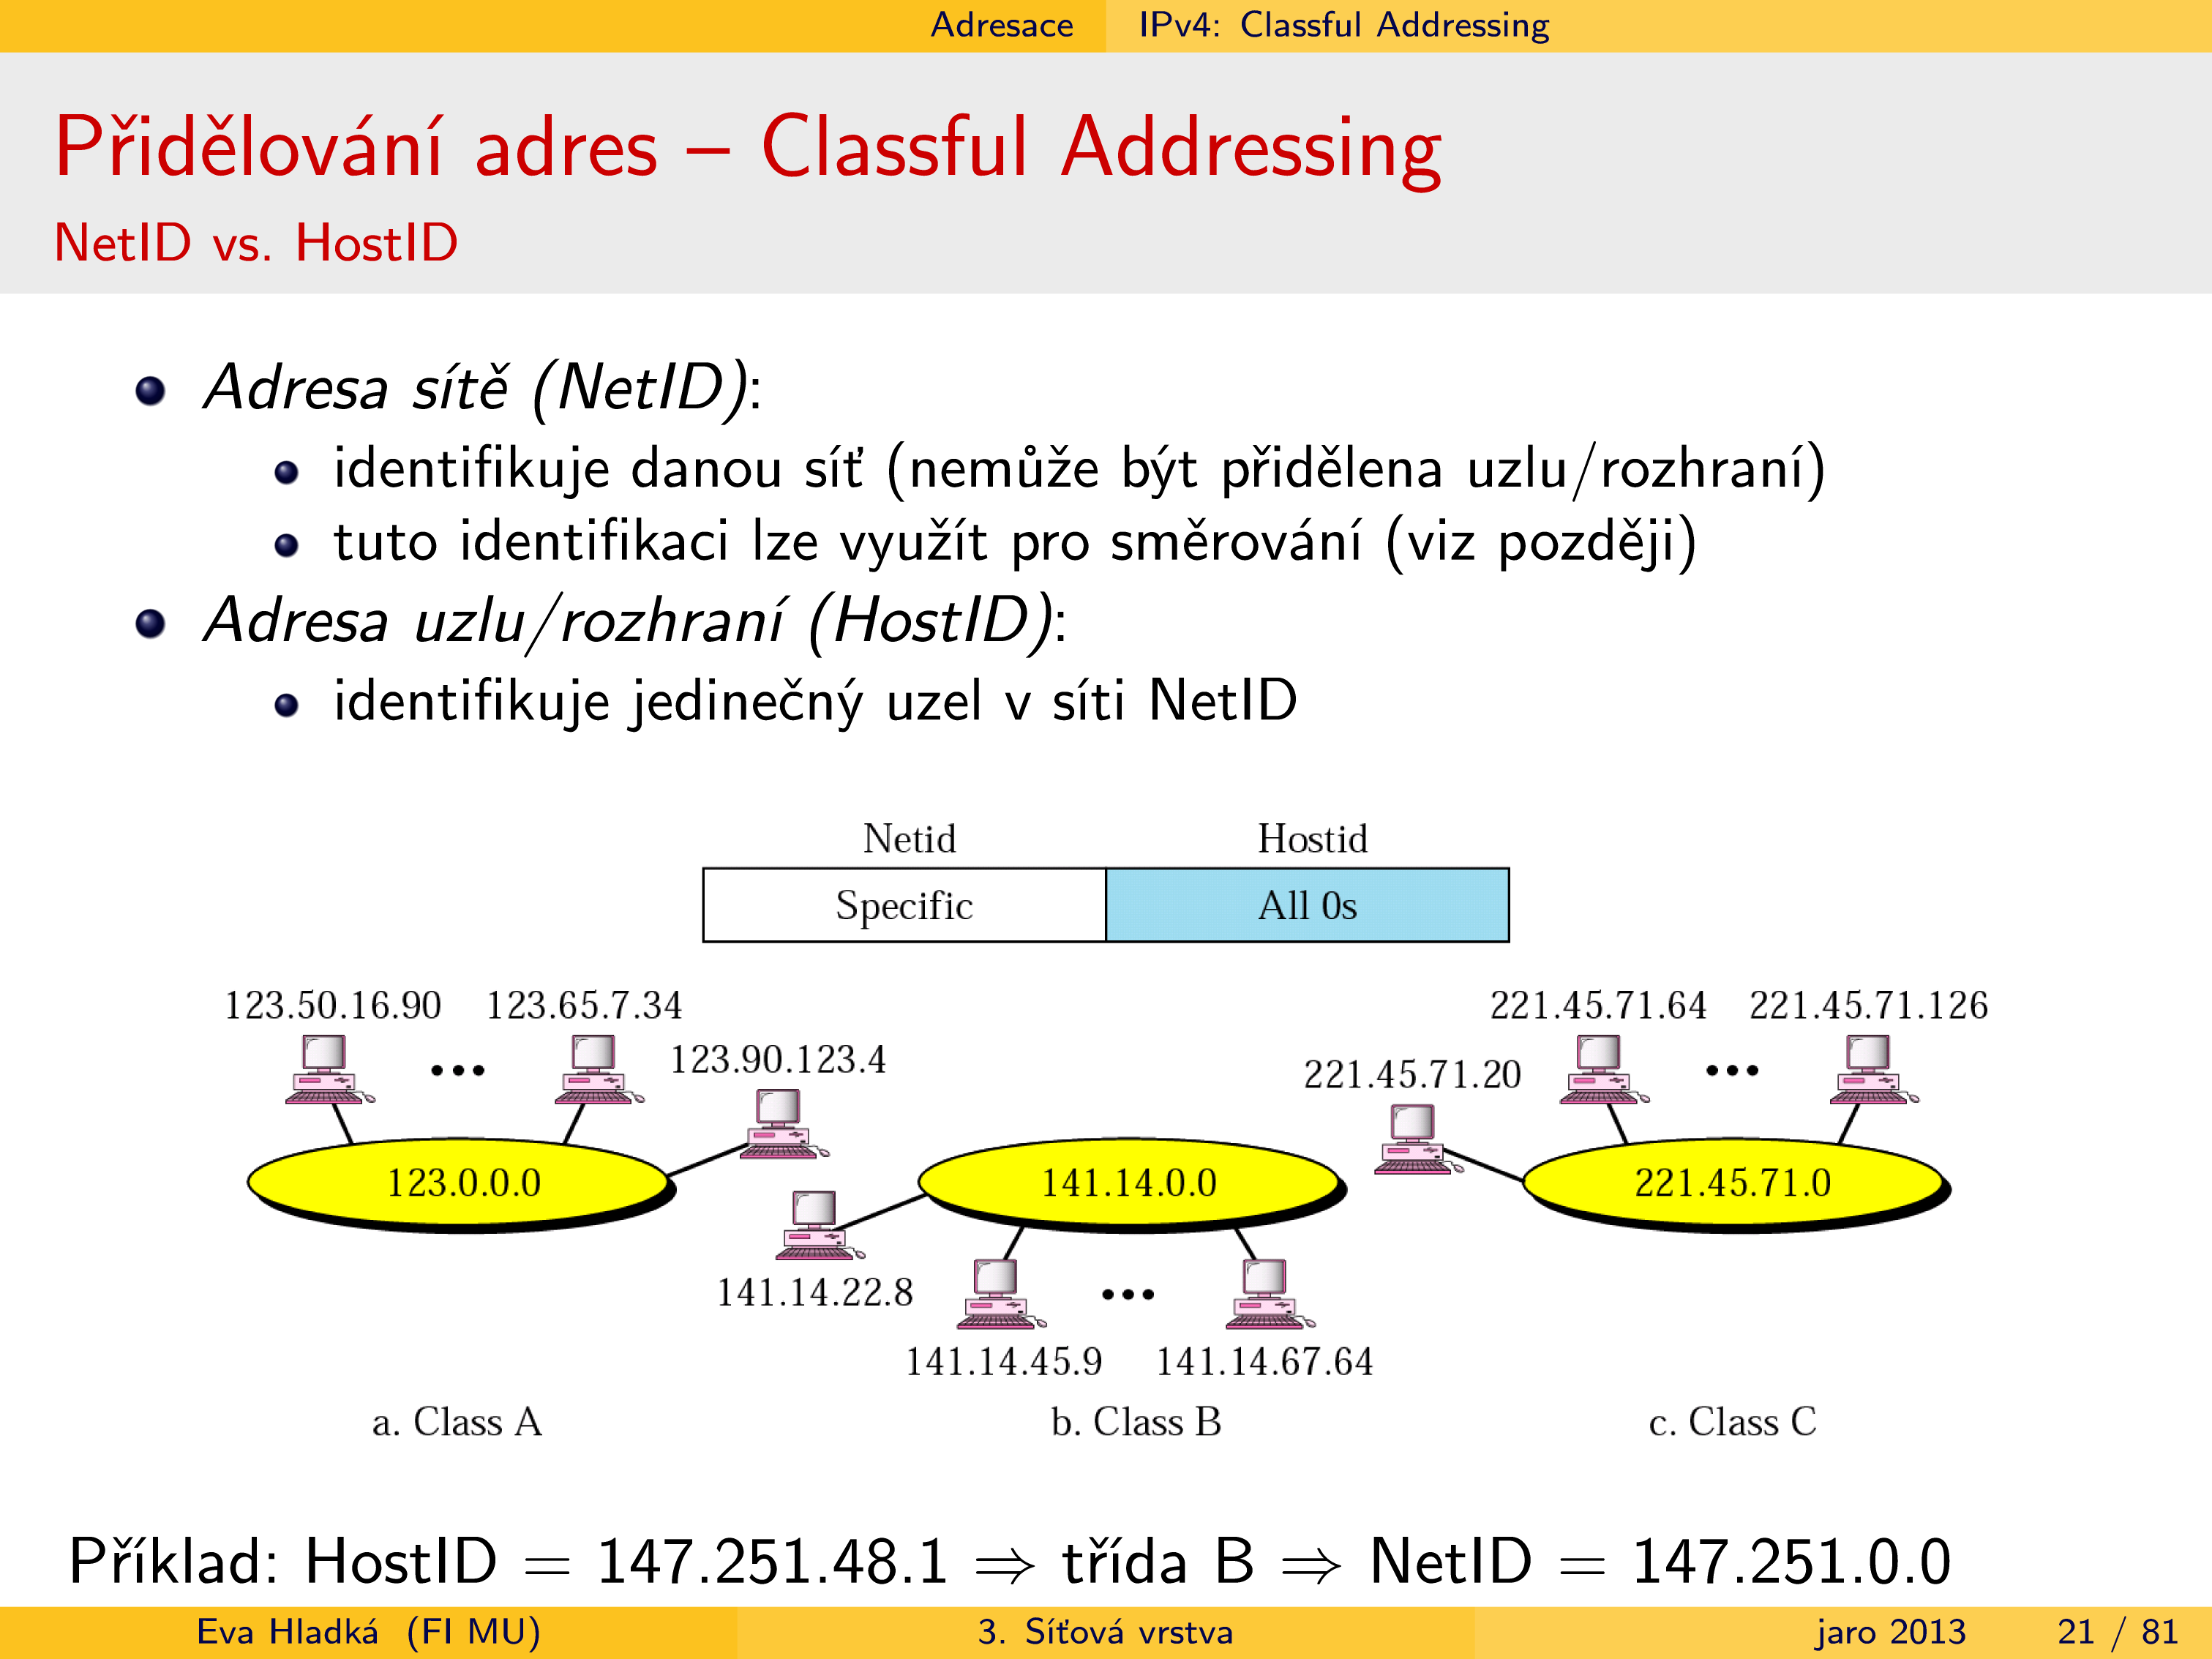 Adresace IPv4: Classful Addressing
Přidělování adres – Classful Addressing
NetID vs. HostID
Adresa sítě (NetID):
identifikuje danou síť (nemůže být přidělena uzlu/rozhraní)
tuto identifikaci lze využít pro směrování (viz později)
Adresa uzlu/rozhraní (HostID):
identifikuje jedinečný uzel v síti NetID
Netid Hostid
Specific All 0s
123.50.16.90 123.65.7.34 221.45.71.64 221.45.71.126
123.90.123.4 221.45.71.20
123.0.0.0 141.14.0.0 221.45.71.0
141.14.22.8
141.14.45.9 141.14.67.64
a. Class A b. Class B c. Class C
Příklad: HostID = 147.251.48.1 ⇒ třída B ⇒ NetID = 147.251.0.0
Eva Hladká (FI MU) 3. Síťová vrstva jaro 2013 21 / 81